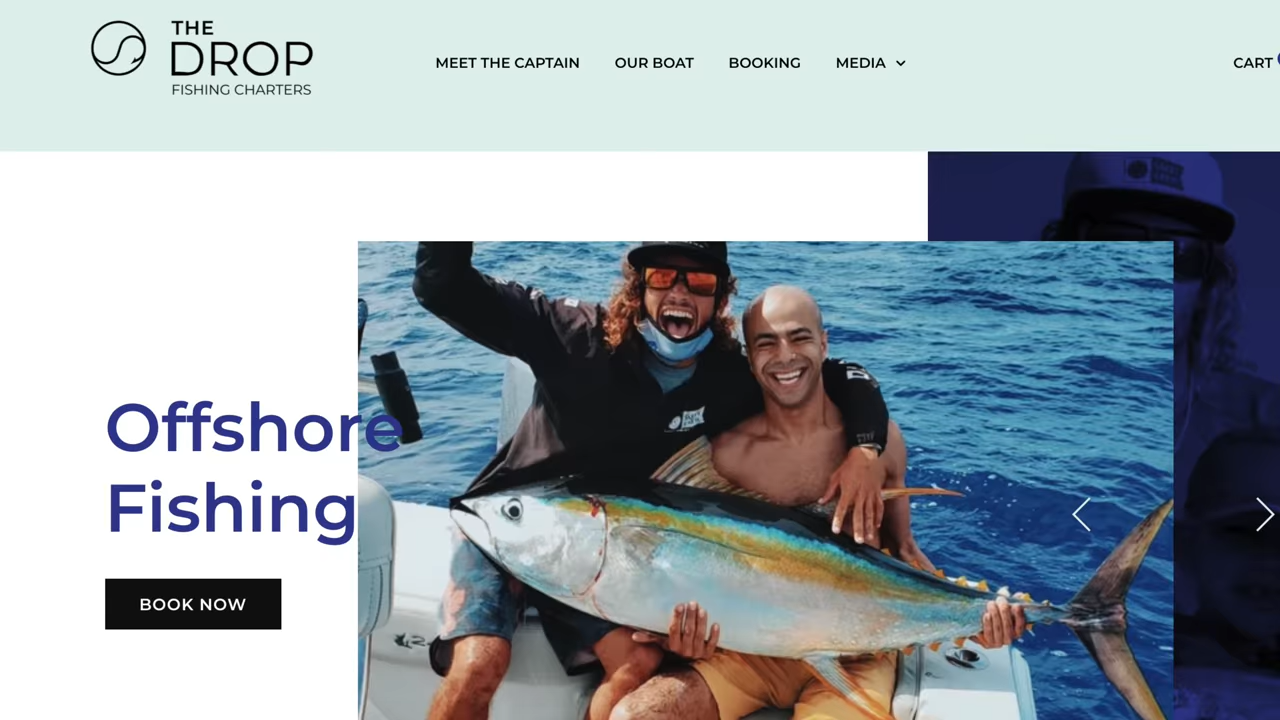 THE
DROP
FISHING CHARTERS
MEET THE CAPTAIN
OUR BOAT
BOOKING
MEDIA
CART
Offshore
Fishing
BOOK NOW